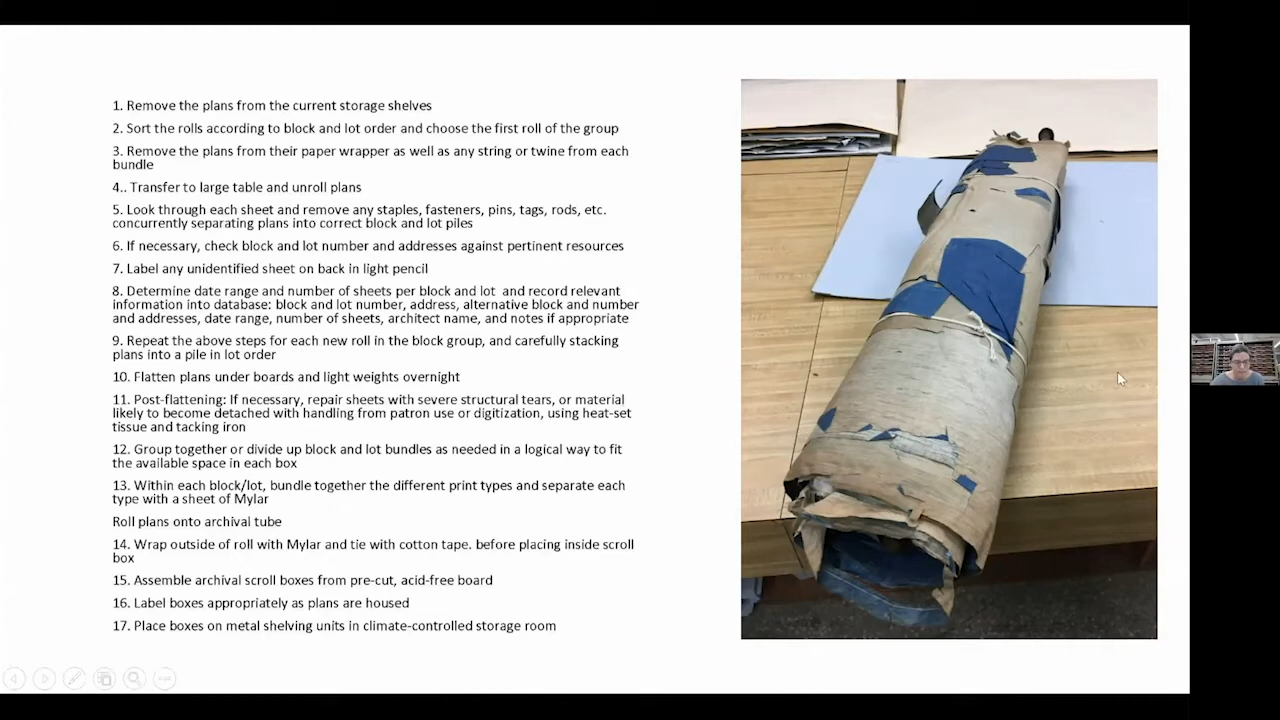 1. Remove the plans from the current storage shelves
2. Sort the rolls according to block and lot order and choose the first roll of the group
3. Remove the plans from their paper wrapper as well as any string or twine from each
bundle
4.. Transfer to large table and unroll plans
5. Look through each sheet and remove any staples, fasteners, pins, tags, rods, etc.
concurrently separating plans into correct block and lot piles
6. If necessary, check block and lot number and addresses against pertinent resources
7. Label any unidentified sheet on back in light pencil
8. Determine date range and number of sheets per block and lot and record relevant
information into database: block and lot number, address, alternative block and number
and addresses, date range, number of sheets, architect name, and notes if appropriate
9. Repeat the above steps for each new roll in the block group, and carefully stacking
plans into a pile in lot order
10. Flatten plans under boards and light weights overnight
11. Post-flattening: If necessary, repair sheets with severe structural tears, or material
likely to become detached with handling from patron use or digitization, using heat-set
tissue and tacking iron
12. Group together or divide up block and lot bundles as needed in a logical way to fit
the available space in each box
13. Within each block/lot, bundle together the different print types and separate each
type with a sheet of Mylar
Roll plans onto archival tube
14. Wrap outside of roll with Mylar and tie with cotton tape. before placing inside scroll
box
15. Assemble archival scroll boxes from pre-cut, acid-free board
16. Label boxes appropriately as plans are housed
17. Place boxes on metal shelving units in climate-controlled storage room